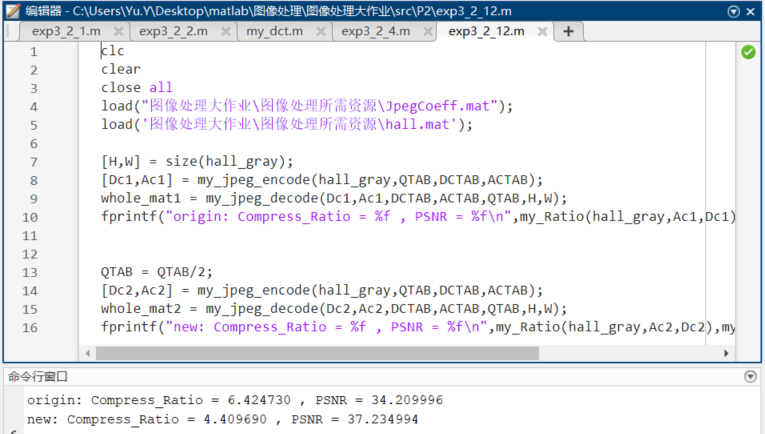 编辑器 - C:\Users\Yu.Y\Desktop\matlab\图像处理\图像处理大作业\src\P2\exp3_2_12.m
exp3_2_1.m exp3_2_2.m my_dct.m exp3_2_4.m exp3_2_12.m
1 clc
2 clear
3 close all
4 load("图像处理大作业\图像处理所需资源\JpegCoeff.mat");
5 load('图像处理大作业\图像处理所需资源\hall.mat');
6
7 [H,W] = size(hall_gray);
8 [Dc1,Ac1] = my_jpeg_encode(hall_gray,QTAB,DCTAB,ACTAB);
9 whole_mat1 = my_jpeg_decode(Dc1,Ac1,DCTAB,ACTAB,QTAB,H,W);
10 fprintf("origin: Compress_Ratio = %f , PSNR = %f\n",my_Ratio(hall_gray,Ac1,Dc1)
11
12
13 QTAB = QTAB/2;
14 [Dc2,Ac2] = my_jpeg_encode(hall_gray,QTAB,DCTAB,ACTAB);
15 whole_mat2 = my_jpeg_decode(Dc2,Ac2,DCTAB,ACTAB,QTAB,H,W);
16 fprintf("new: Compress_Ratio = %f , PSNR = %f\n",my_Ratio(hall_gray,Ac2,Dc2),my
命令行窗口
origin: Compress_Ratio = 6.424730 , PSNR = 34.209996
new: Compress_Ratio = 4.409690 , PSNR = 37.234994